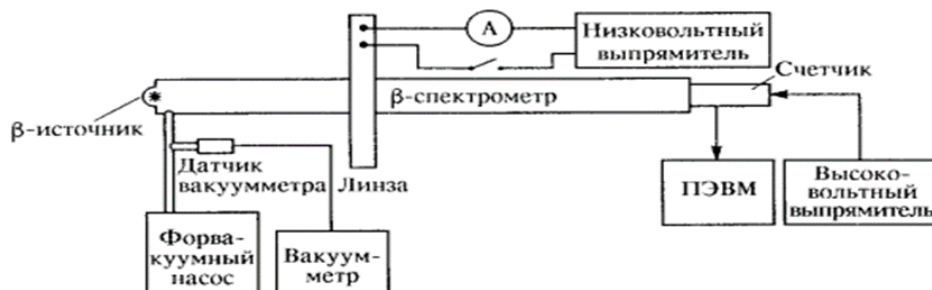 А
Низковольтный
выпрямитель
Счетчик
β-спектрометр
β-источник
Датчик
вакуумметра
Линза
ПЭВМ
Высоко-
вольтный
выпрямитель
Форва-
куумный
насос
Вакуум-
метр